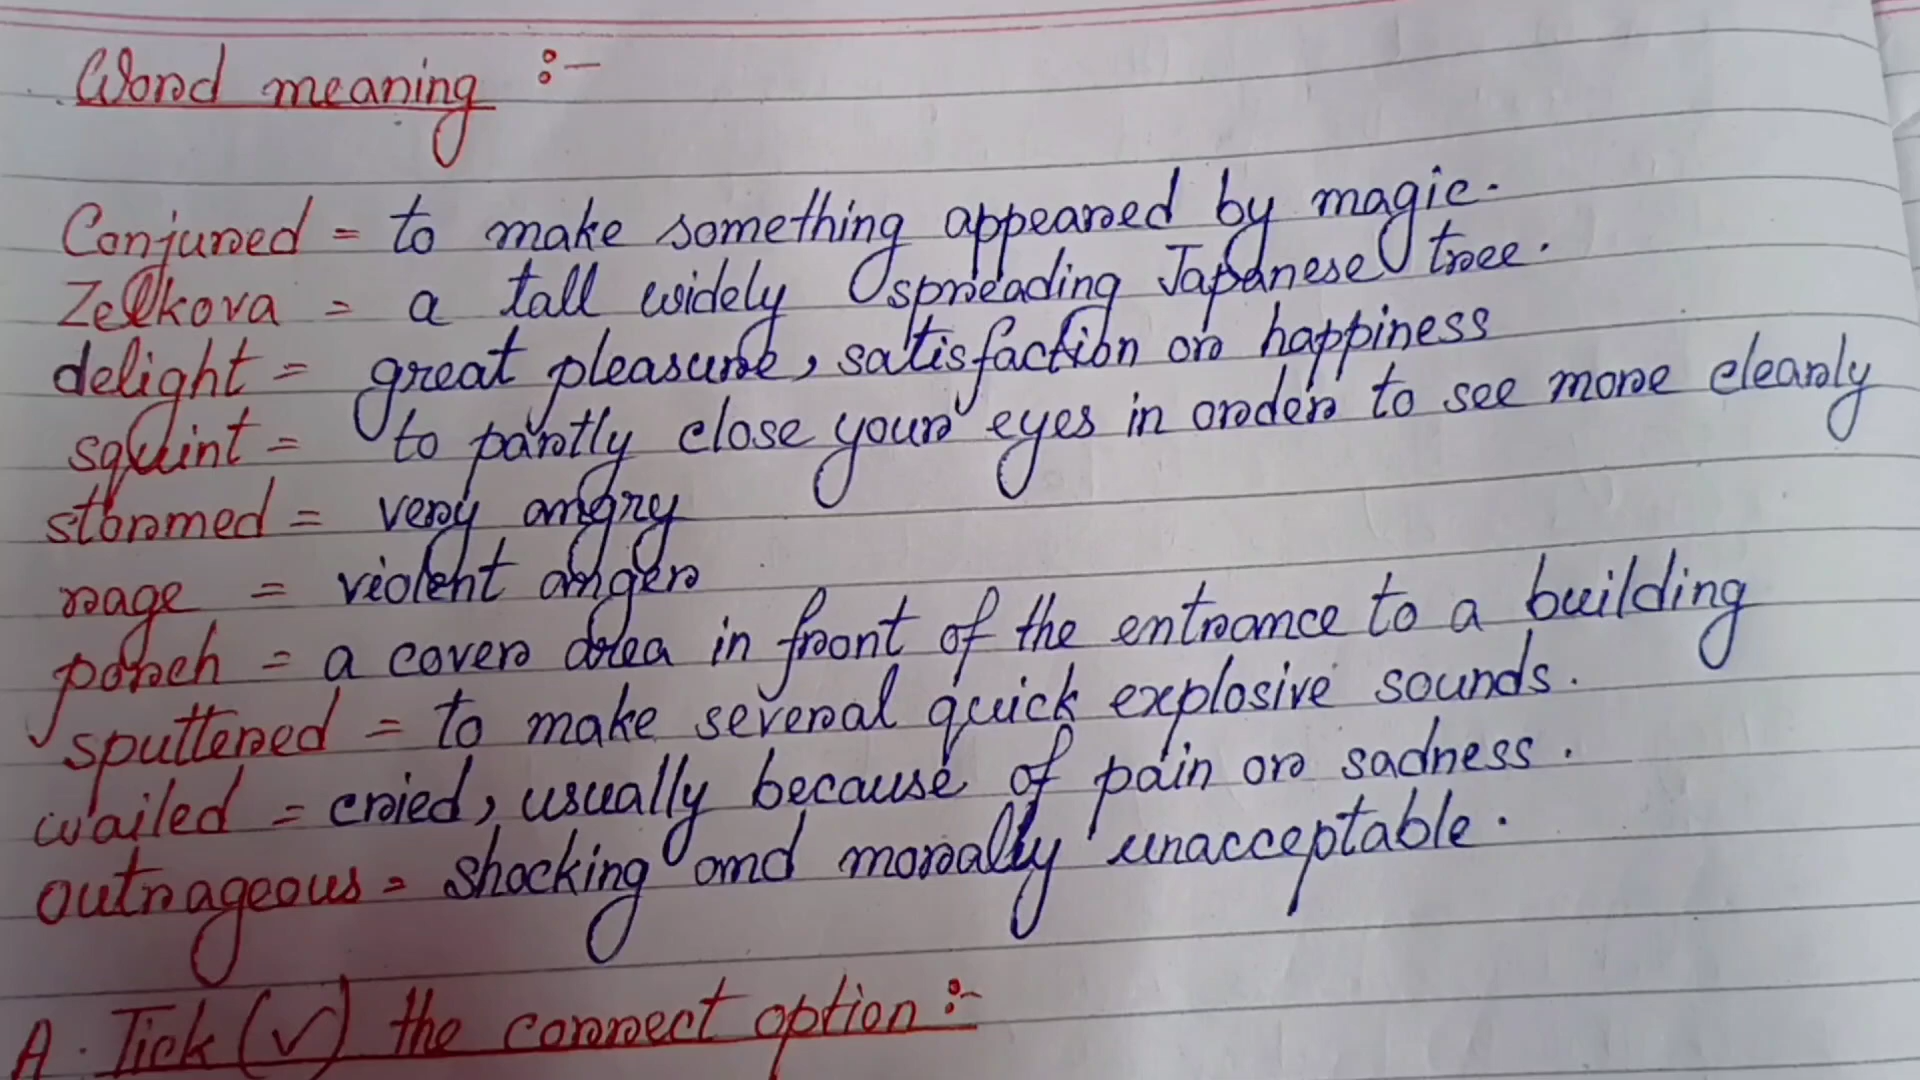 Word meaning :-
Conjured = to make something appeared by magic.
Zelkova = a tall widely spreading Japanese tree.
delight = great pleasure, satisfaction or happiness
squint = to partly close your eyes in order to see more clearly
stormed = very angry
rage = violent anger
porch = a cover area in front of the entrance to a building
sputtered = to make several quick explosive sounds.
wailed = cried, usually because of pain or sadness.
outrageous = shocking and morally unacceptable.
A. Tick (✓) the correct option :-